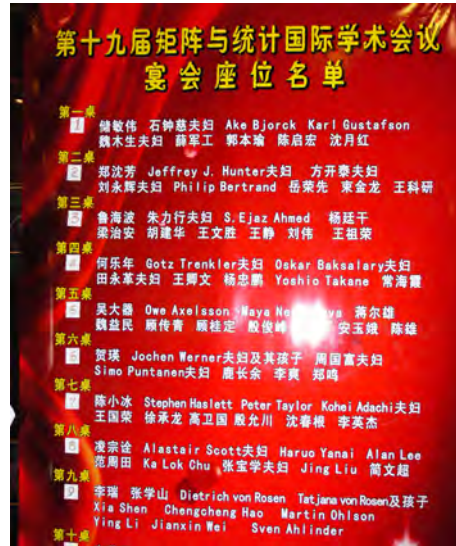 第十九届矩阵与统计国际学术会议
宴会座位名单
第一桌
1
储敏伟 石钟慈夫妇 Ake Bjorck Karl Gustafson
魏木生夫妇 薛军工 郭本瑜 陈启宏 沈月红
第二桌
2
郑沈芳 Jeffrey J. Hunter夫妇 方开泰夫妇
刘永辉夫妇 Philip Bertrand 岳荣先 束金龙 王科研
第三桌
3
鲁海波 朱力行夫妇 S.Ejaz Ahmed 杨廷干
梁治安 胡建华 王文胜 王静 刘伟 王祖荣
第四桌
何乐年 Gotz Trenkler夫妇 Oskar Baksalary夫妇
田永革夫妇 王卿文 杨忠鹏 Yoshio Takane 常海霞
第五桌
5
吴大器 Owe Axelsson Maya 蒋尔雄
魏益民 顾传青 顾桂定 殷俊峰 安玉娥 陈雄
第六桌
6
贺瑛 Jochen Werner夫妇及其孩子 周国富夫妇
Simo Puntanen夫妇 鹿长余 李爽 郑鸣
第七桌
7
陈小冰 Stephen Haslett Peter Taylor Kohei Adachi夫妇
王国荣 徐承龙 高卫国 殷允川 沈春根 李英杰
第八桌
8
凌宗诠 Alastair Scott夫妇 Haruo Yanai Alan Lee
范周田 Ka Lok Chu 张宝学夫妇 Jing Liu 简文超
第九桌
9
李瑞 张学山 Dietrich von Rosen Tatjana von Rosen及孩子
Xia Shen Chengcheng Hao Martin Ohlson
Ying Li Jianxin Wei Sven Ahlinder
第十桌